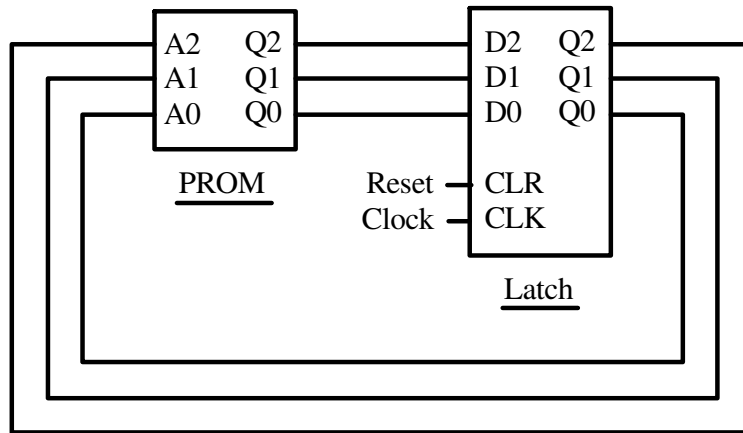 A2 Q2
A1 Q1
A0 Q0
PROM
D2 Q2
D1 Q1
D0 Q0
Reset CLR
Clock CLK
Latch